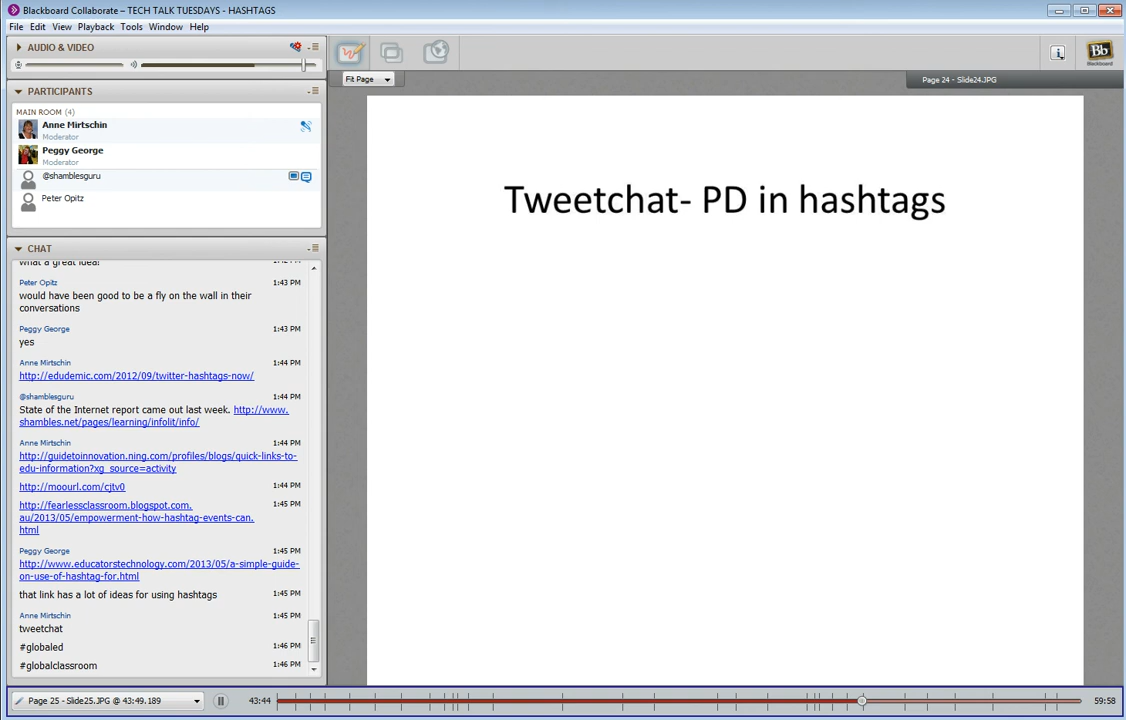 Blackboard Collaborate – TECH TALK TUESDAYS - HASHTAGS
File Edit View Playback Tools Window Help
AUDIO & VIDEO
PARTICIPANTS
MAIN ROOM (4)
Anne Mirtschin
Moderator
Peggy George
Moderator
@shamblesguru
Peter Opitz
CHAT
what a great idea!
Peter Opitz 1:43 PM
would have been good to be a fly on the wall in their
conversations
Peggy George 1:43 PM
yes
Anne Mirtschin 1:44 PM
http://edudemic.com/2012/09/twitter-hashtags-now/
@shamblesguru 1:44 PM
State of the Internet report came out last week. http://www.
shambles.net/pages/learning/infolit/info/
Anne Mirtschin 1:44 PM
http://guidetoinnovation.ning.com/profiles/blogs/quick-links-to-
edu-information?xg_source=activity
http://moourl.com/cjtv0 1:44 PM
http://fearlessclassroom.blogspot.com. 1:45 PM
au/2013/05/empowerment-how-hashtag-events-can.
html
Peggy George 1:45 PM
http://www.educatorstechnology.com/2013/05/a-simple-guide-
on-use-of-hashtag-for.html
that link has a lot of ideas for using hashtags 1:45 PM
Anne Mirtschin 1:45 PM
tweetchat
#globaled 1:46 PM
#globalclassroom 1:46 PM
Fit Page
Page 24 - Slide24.JPG
Bb
Blackboard
Tweetchat- PD in hashtags
Page 25 - Slide25.JPG @ 43:49.189
43:44
59:58